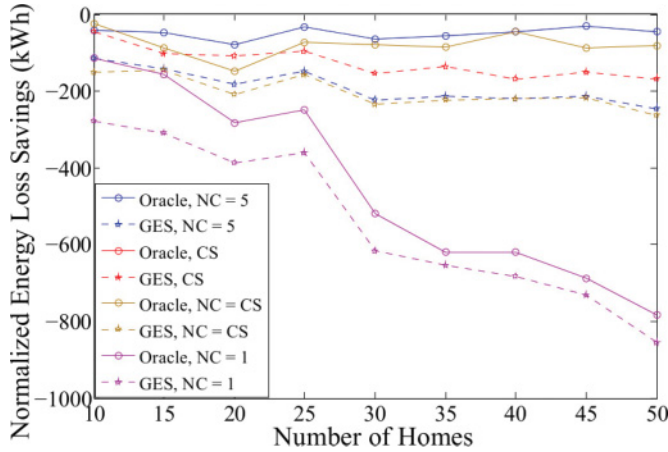 Normalized Energy Loss Savings (kWh)
0
−200
−400
−600
−800
−1000
Oracle, NC = 5
GES, NC = 5
Oracle, CS
GES, CS
Oracle, NC = CS
GES, NC = CS
Oracle, NC = 1
GES, NC = 1
10 15 20 25 30 35 40 45 50
Number of Homes